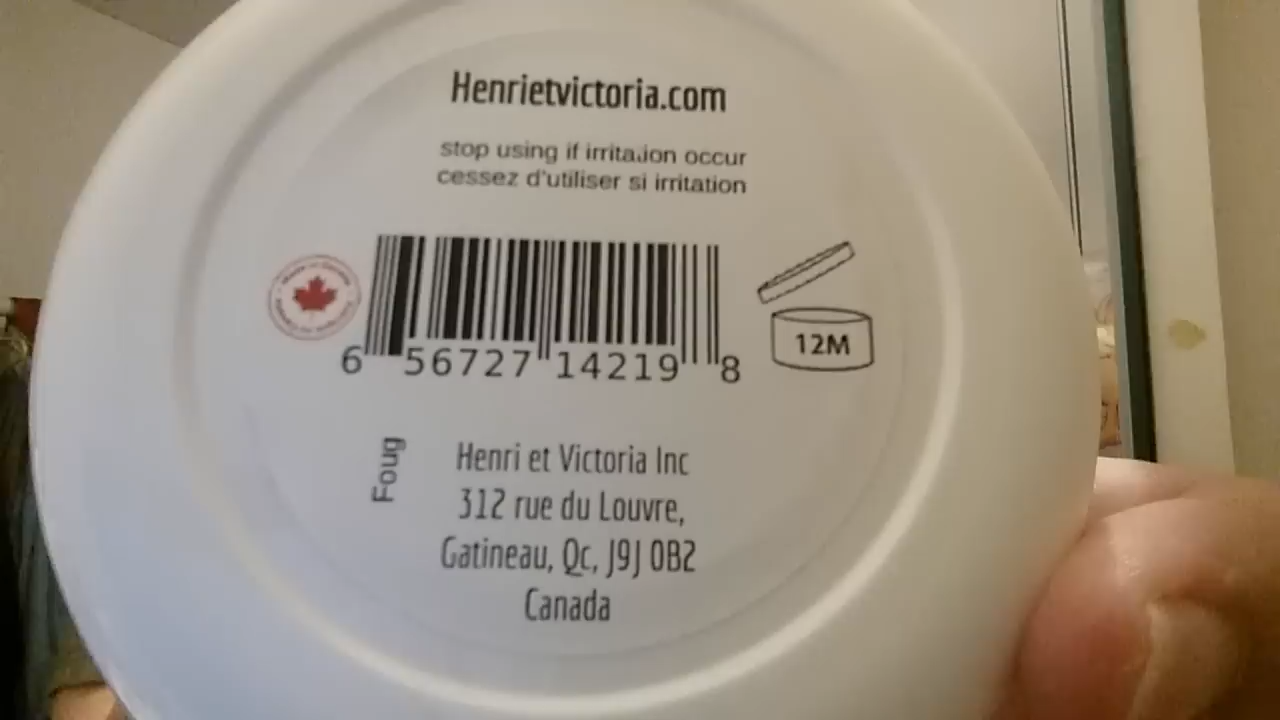 Henrietvictoria.com
stop using if irritation occur
cessez d'utiliser si irritation
6 56727 14219 8
12M
Foug
Henri et Victoria Inc
312 rue du Louvre,
Gatineau, Qc, J9J 0B2
Canada